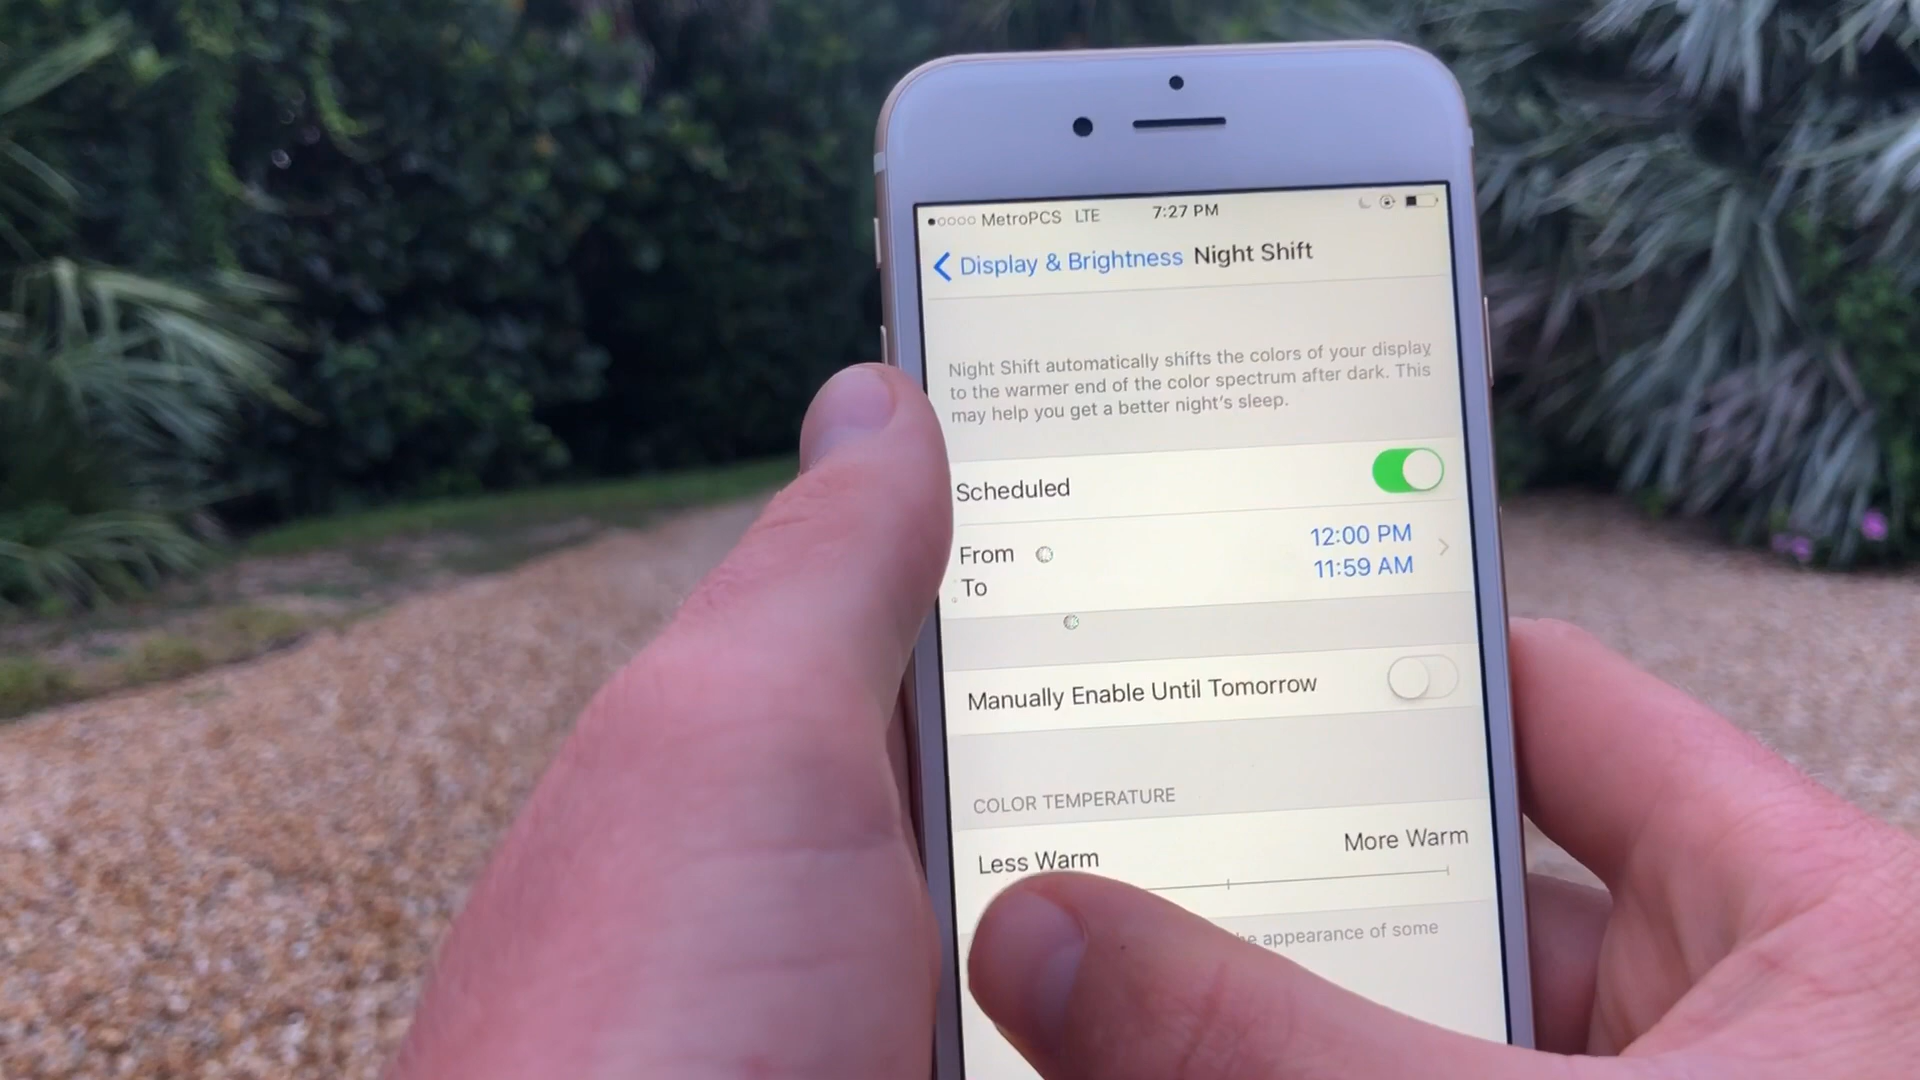 MetroPCS LTE 7:27 PM
Display & Brightness Night Shift
Night Shift automatically shifts the colors of your display
to the warmer end of the color spectrum after dark. This
may help you get a better night's sleep.
Scheduled
From 12:00 PM
To 11:59 AM
Manually Enable Until Tomorrow
COLOR TEMPERATURE
Less Warm More Warm
appearance of some